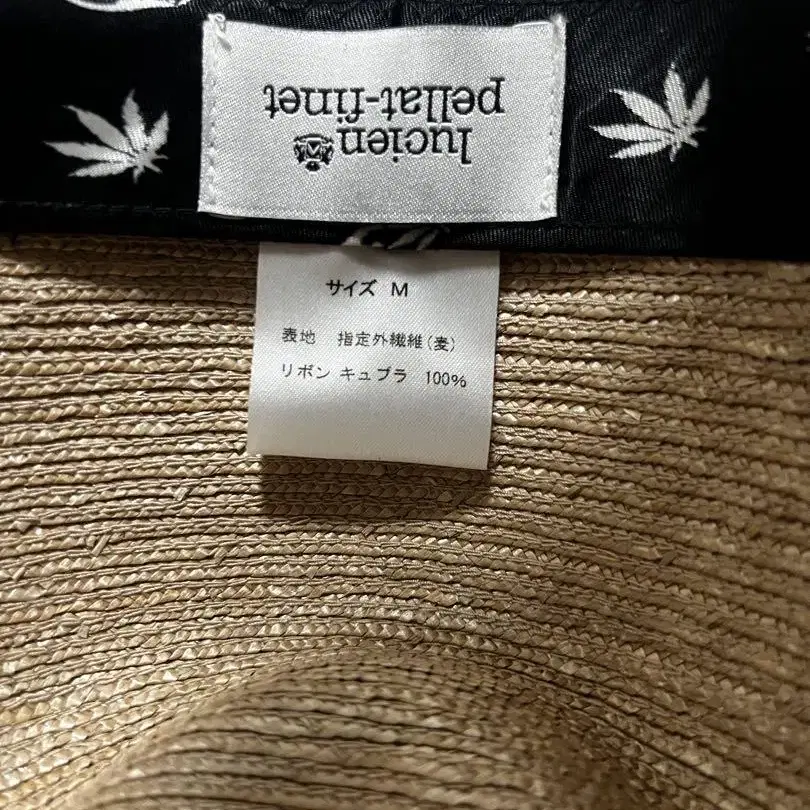 lucien
pellat-finet
サイズ M
表地 指定外繊維(麦)
リボン キュプラ 100%